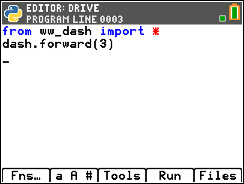 EDITOR: DRIVE
PROGRAM LINE 0003
from ww_dash import *
dash.forward(3)
_
Fns… a A # Tools Run Files